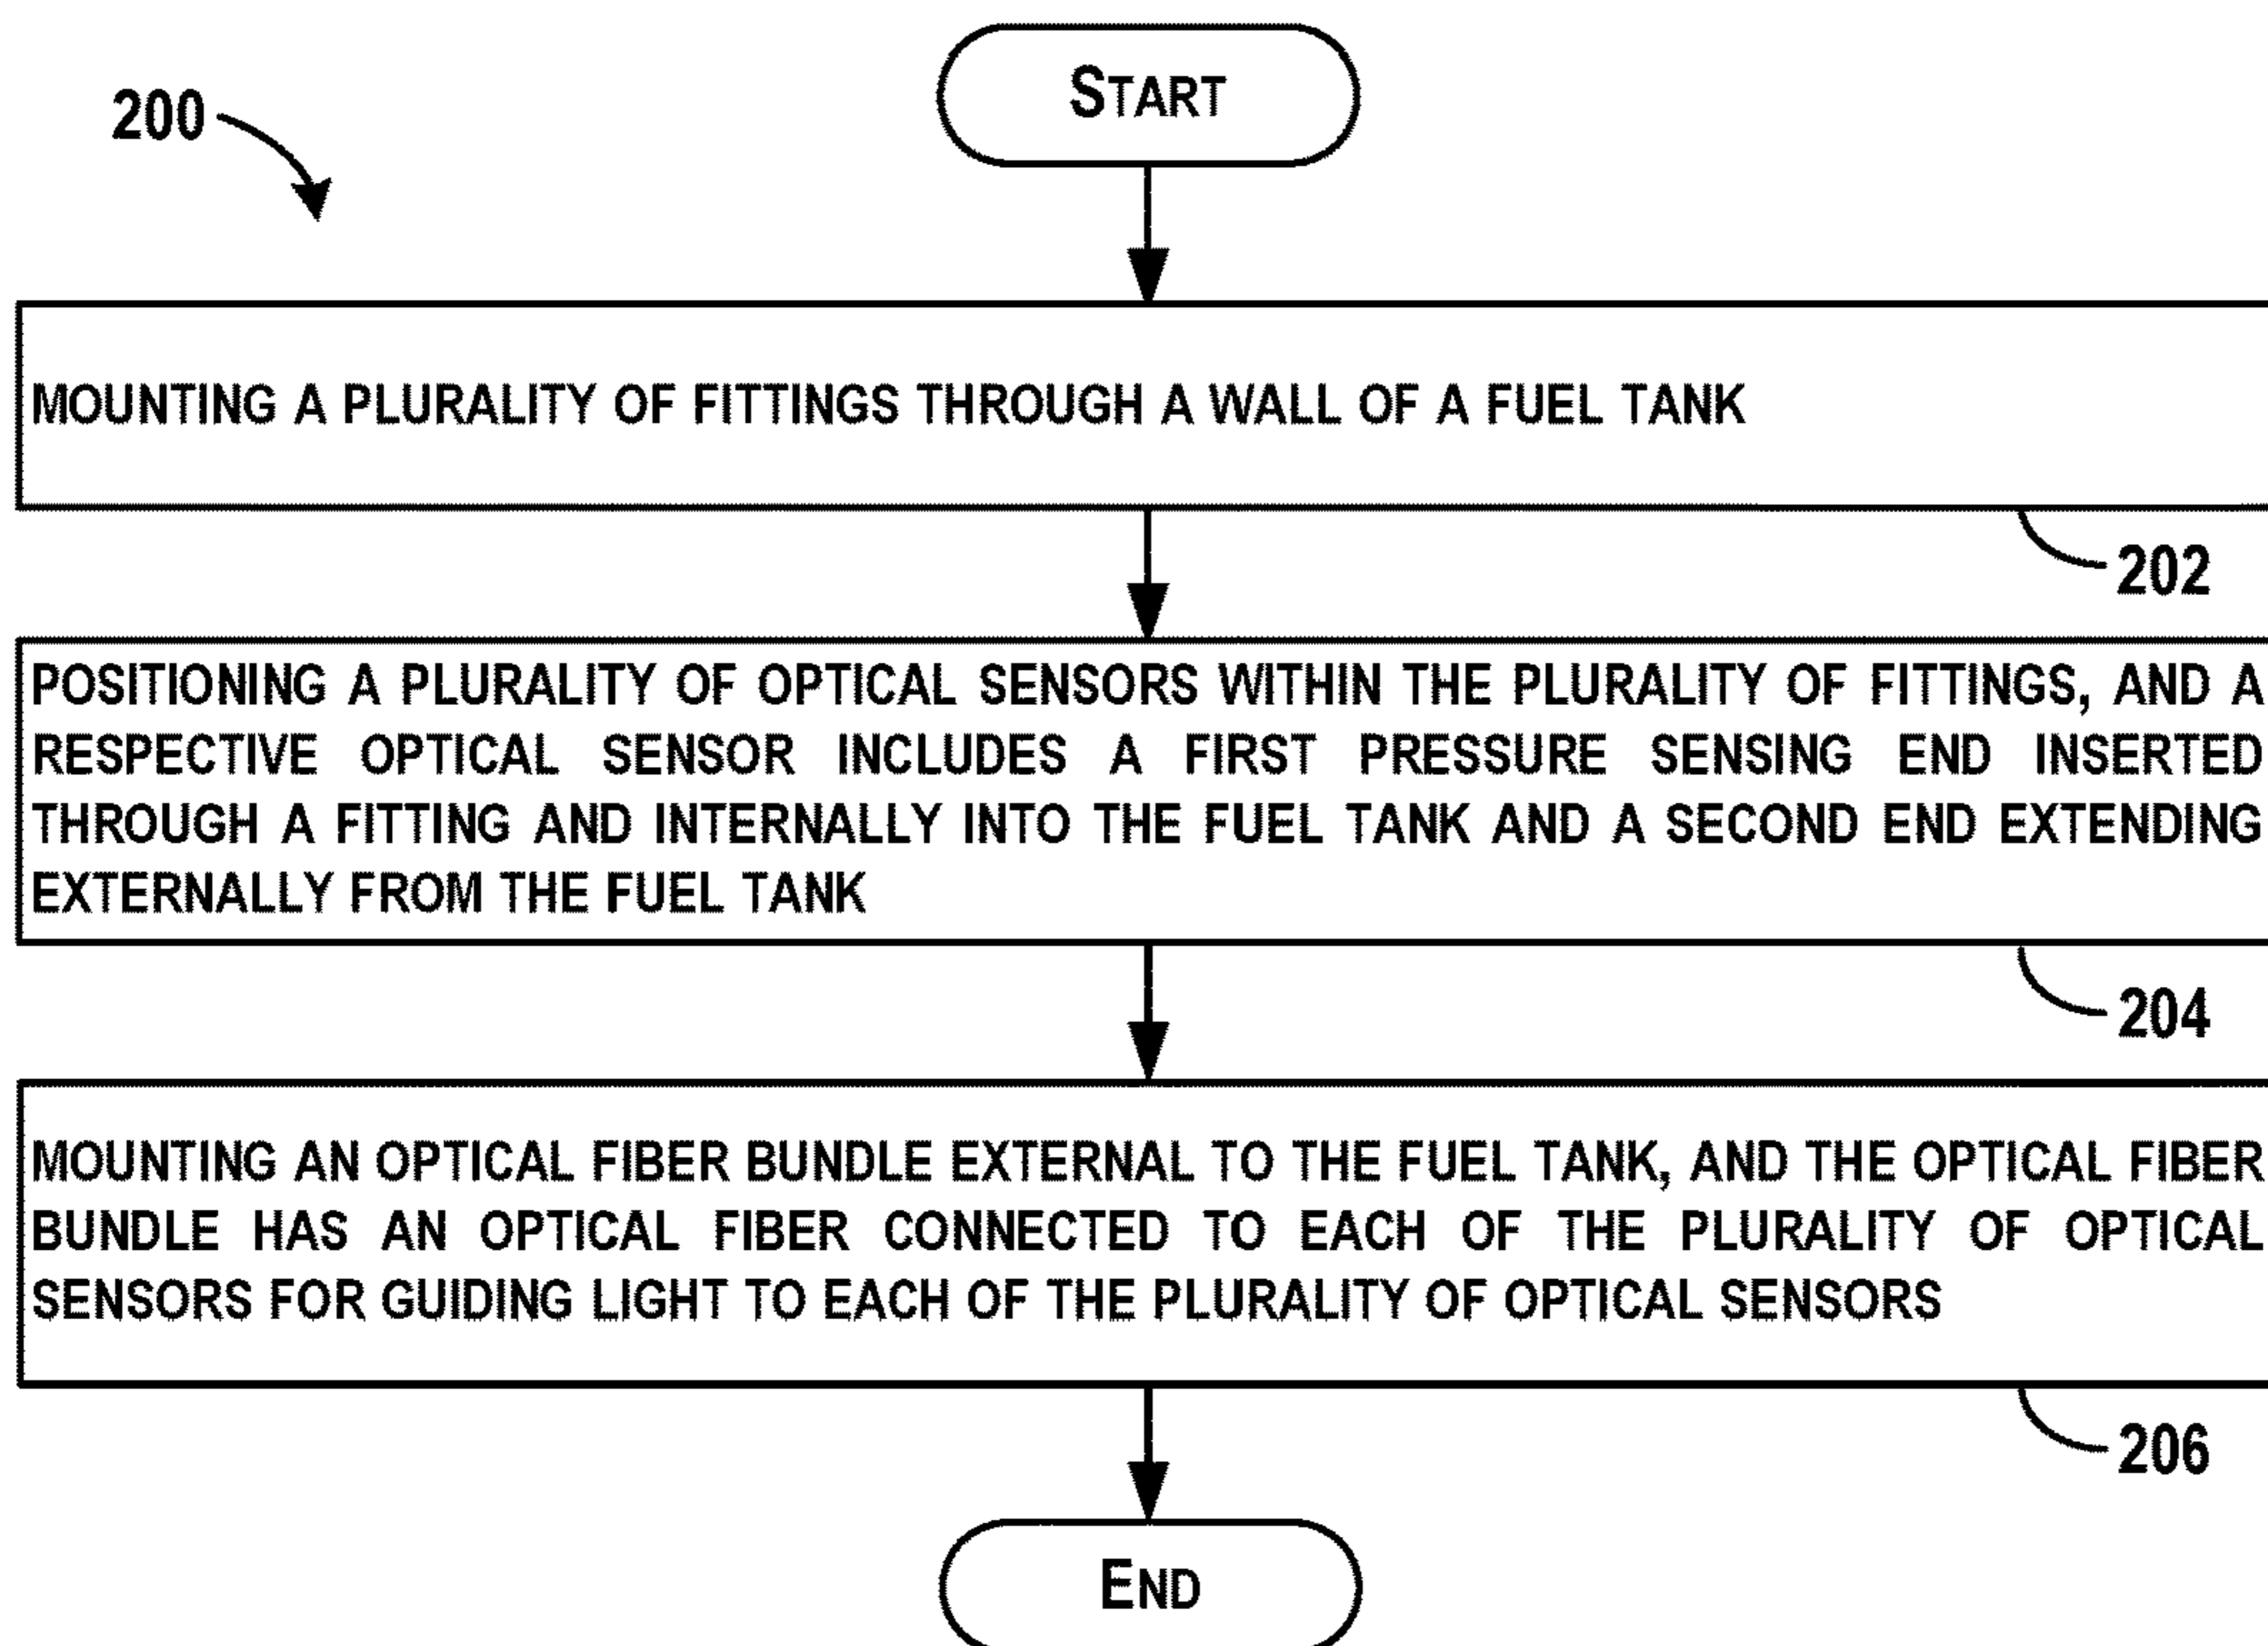 START
200
MOUNTING A PLURALITY OF FITTINGS THROUGH A WALL OF A FUEL TANK
202
POSITIONING A PLURALITY OF OPTICAL SENSORS WITHIN THE PLURALITY OF FITTINGS, AND A
RESPECTIVE OPTICAL SENSOR INCLUDES A FIRST PRESSURE SENSING END INSERTED
THROUGH A FITTING AND INTERNALLY INTO THE FUEL TANK AND A SECOND END EXTENDING
EXTERNALLY FROM THE FUEL TANK
204
MOUNTING AN OPTICAL FIBER BUNDLE EXTERNAL TO THE FUEL TANK, AND THE OPTICAL FIBER
BUNDLE HAS AN OPTICAL FIBER CONNECTED TO EACH OF THE PLURALITY OF OPTICAL
SENSORS FOR GUIDING LIGHT TO EACH OF THE PLURALITY OF OPTICAL SENSORS
206
END